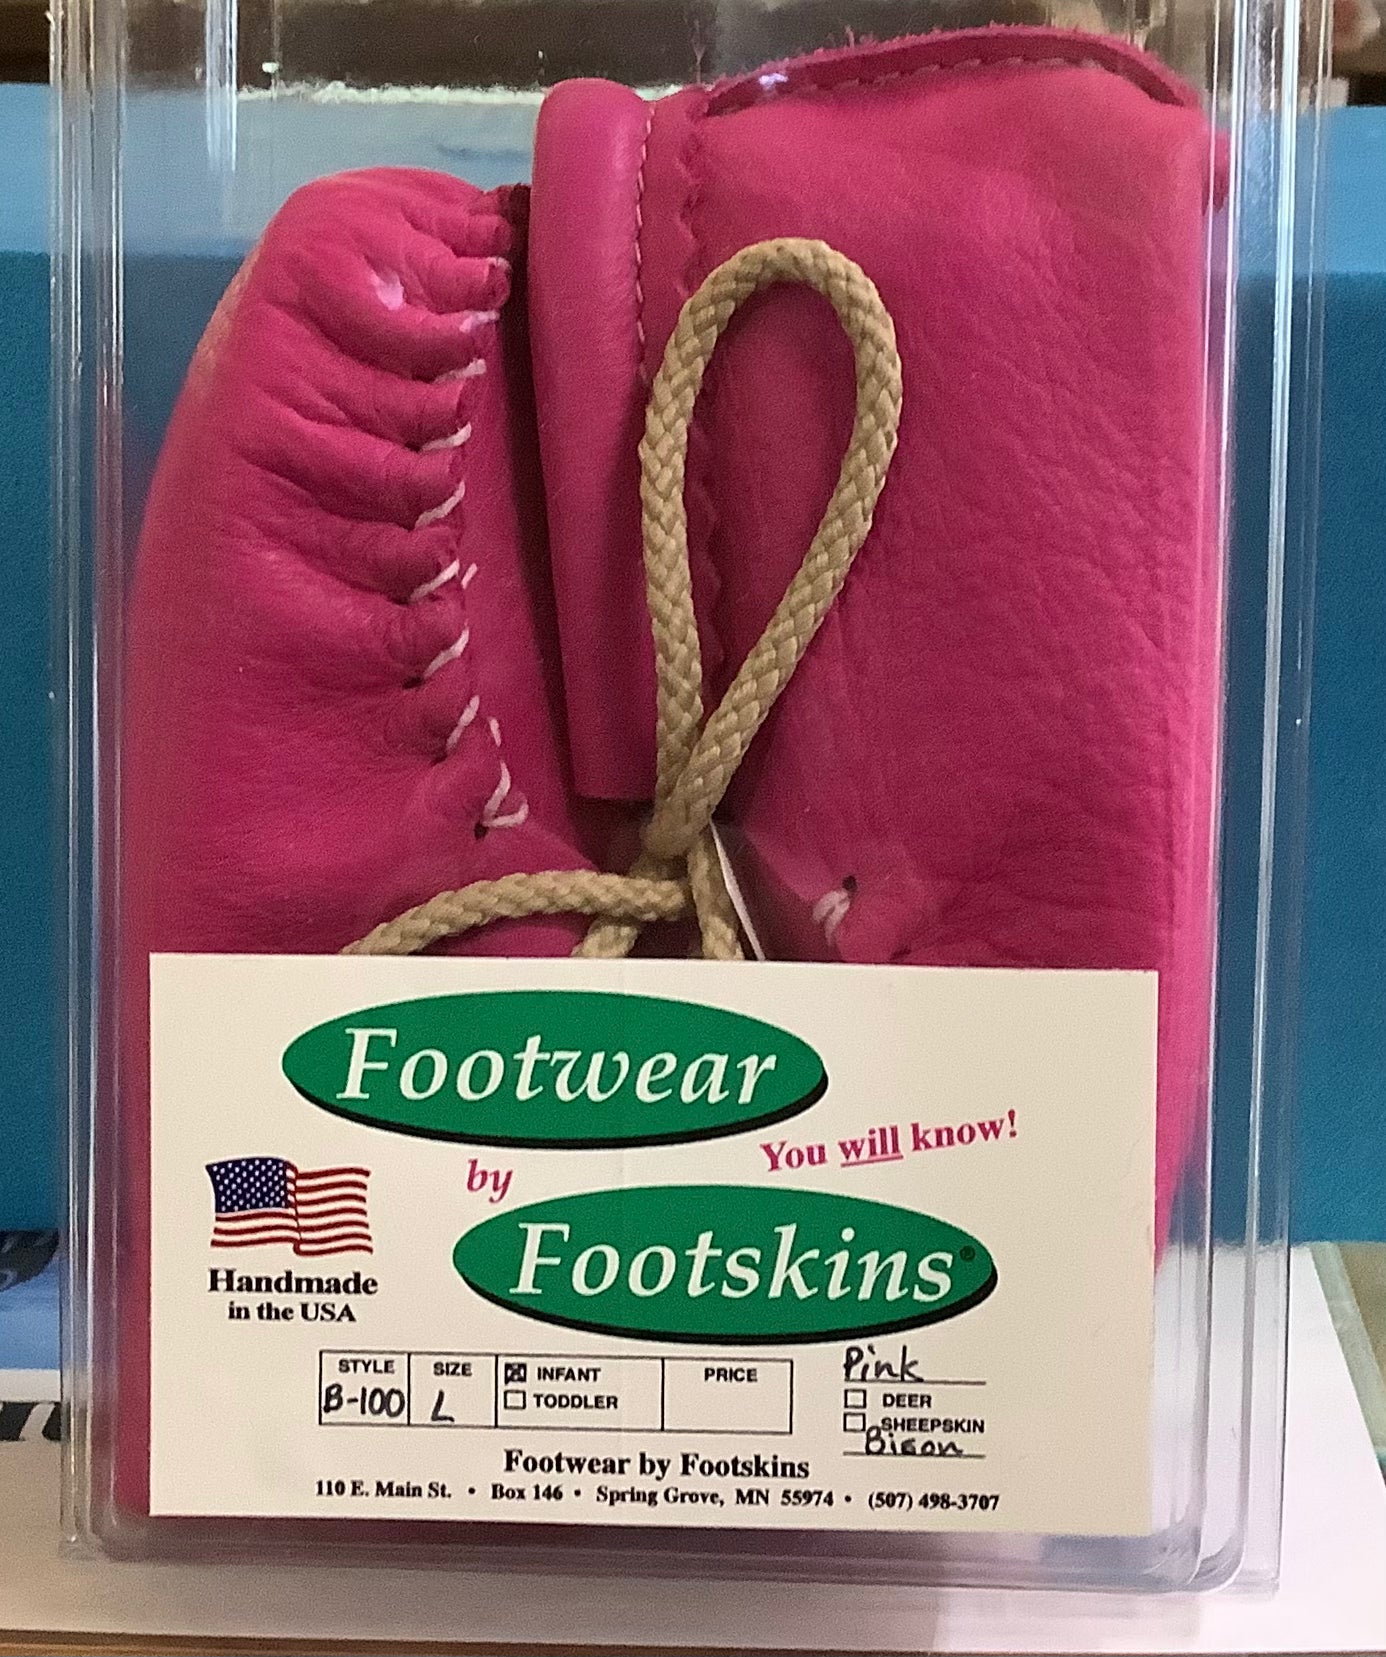 Footwear
You will know!
by
Footskins®
Handmade
in the USA
STYLE SIZE INFANT PRICE
B-100 L TODDLER
Pink
DEER
SHEEPSKIN
Bison
Footwear by Footskins
110 E. Main St. • Box 146 • Spring Grove, MN 55974 • (507) 498-3707